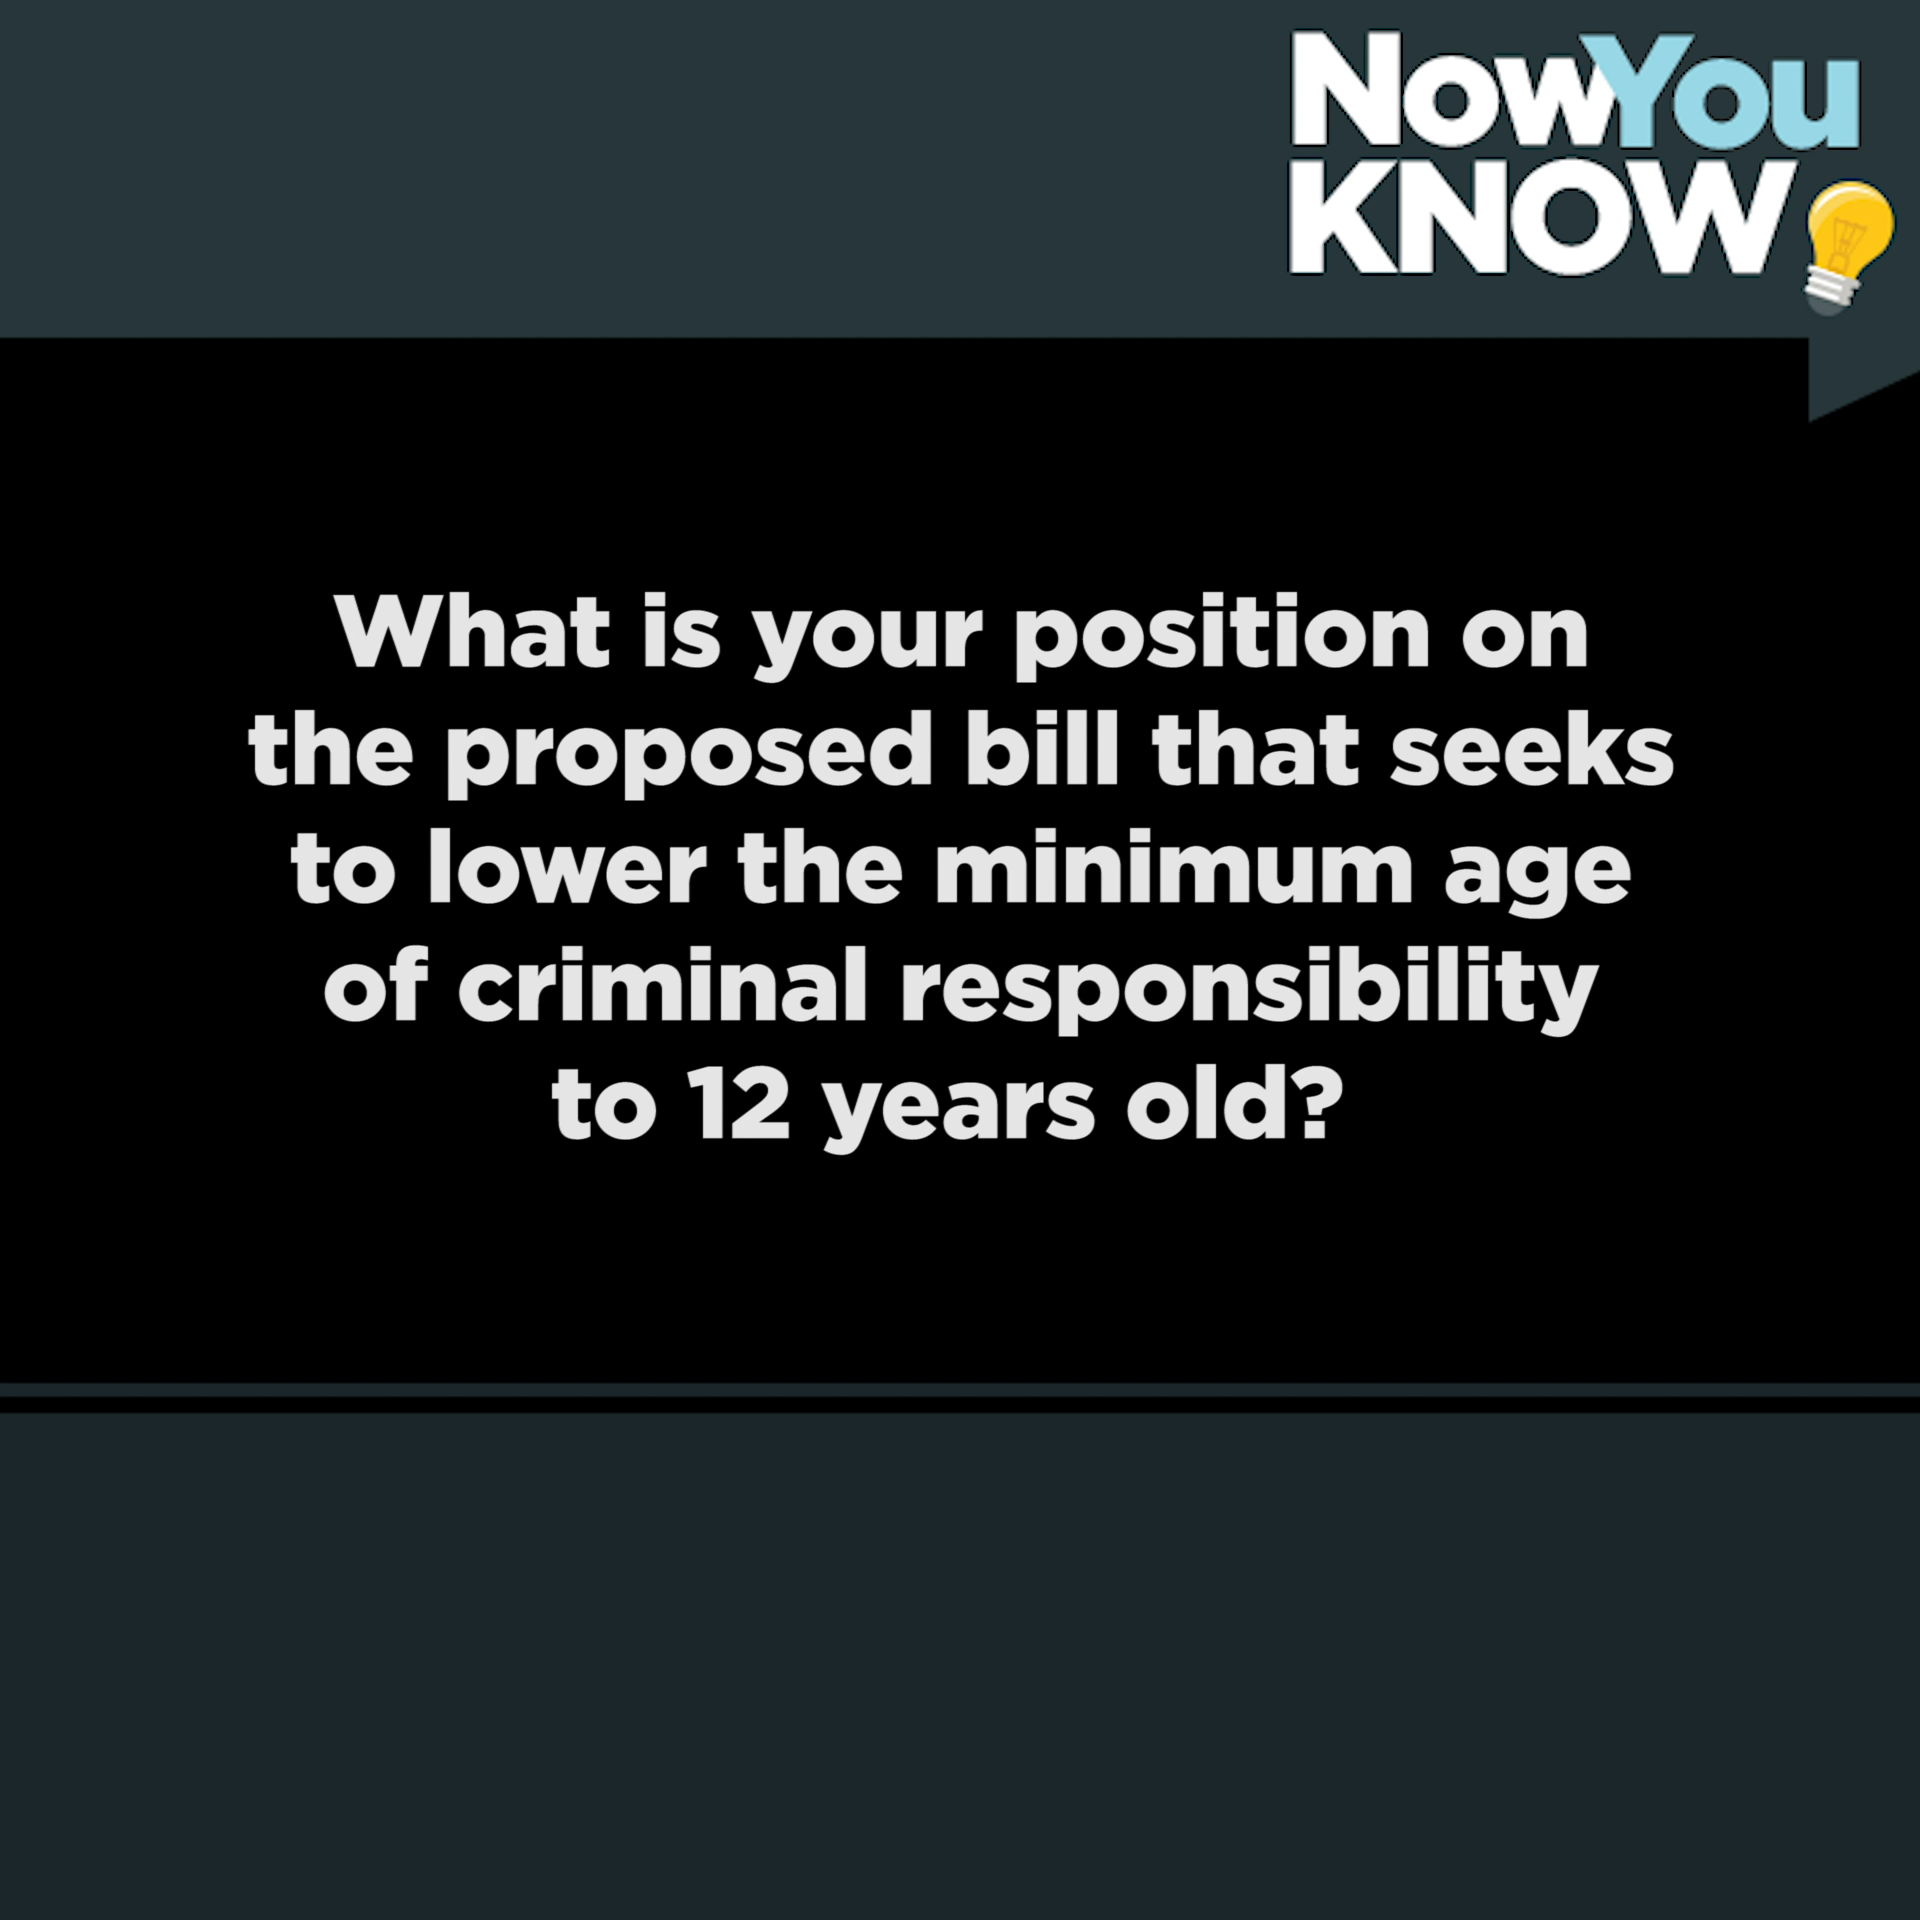 NowYou
KNOW
What is your position on
the proposed bill that seeks
to lower the minimum age
of criminal responsibility
to 12 years old?